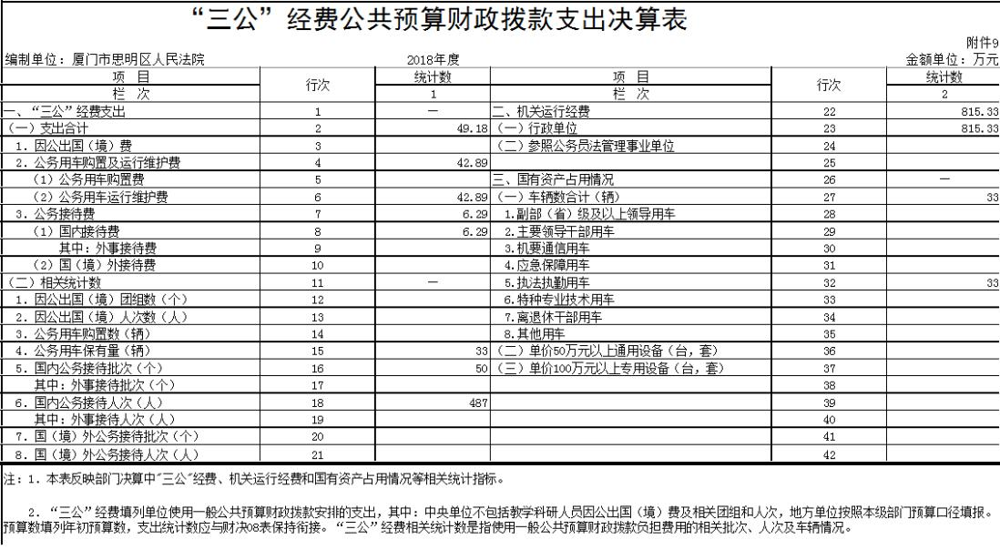 “三公”经费公共预算财政拨款支出决算表
附件9
编制单位：厦门市思明区人民法院 2018年度 金额单位：万元
项 目 行次 统计数 项 目 行次 统计数
栏 次 1 栏 次 2
一、“三公”经费支出 1 — 二、机关运行经费 22 815.33
（一）支出合计 2 49.18 （一）行政单位 23 815.33
1．因公出国（境）费 3 （二）参照公务员法管理事业单位 24
2．公务用车购置及运行维护费 4 42.89 25
（1）公务用车购置费 5 三、国有资产占用情况 26 —
（2）公务用车运行维护费 6 42.89 （一）车辆数合计（辆） 27 33
3．公务接待费 7 6.29 1.副部（省）级及以上领导用车 28
（1）国内接待费 8 6.29 2.主要领导干部用车 29
其中：外事接待费 9 3.机要通信用车 30
（2）国（境）外接待费 10 4.应急保障用车 31
（二）相关统计数 11 — 5.执法执勤用车 32 33
1．因公出国（境）团组数（个） 12 6.特种专业技术用车 33
2．因公出国（境）人次数（人） 13 7.离退休干部用车 34
3．公务用车购置数（辆） 14 8.其他用车 35
4．公务用车保有量（辆） 15 33 （二）单价50万元以上通用设备（台，套） 36
5．国内公务接待批次（个） 16 50 （三）单价100万元以上专用设备（台，套） 37
其中：外事接待批次（个） 17 38
6．国内公务接待人次（人） 18 487 39
其中：外事接待人次（人） 19 40
7．国（境）外公务接待批次（个） 20 41
8．国（境）外公务接待人次（人） 21 42
注：1．本表反映部门决算中"三公"经费、机关运行经费和国有资产占用情况等相关统计指标。
2．“三公”经费填列单位使用一般公共预算财政拨款安排的支出，其中：中央单位不包括教学科研人员因公出国（境）费及相关团组和人次，地方单位按照本级部门预算口径填报。
预算数填列年初预算数，支出统计数应与财决08表保持衔接。“三公”经费相关统计数是指使用一般公共预算财政拨款负担费用的相关批次、人次及车辆情况。